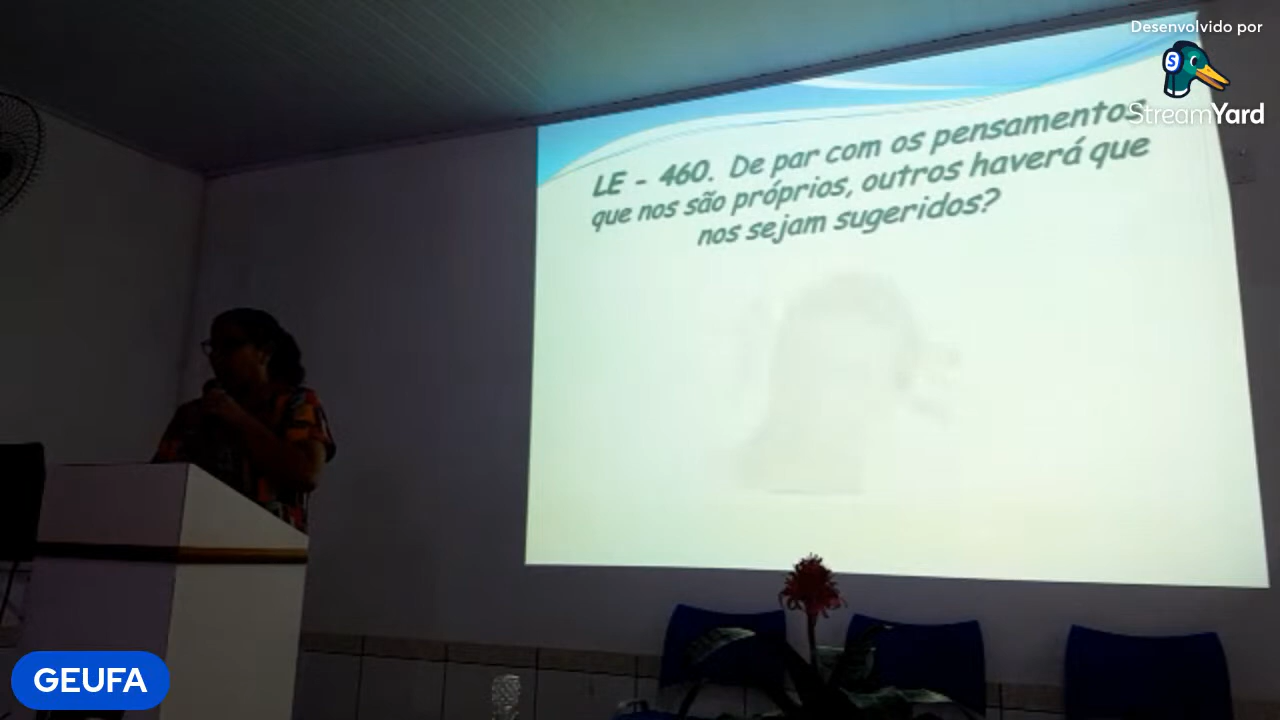 Desenvolvido por
StreamYard
LE - 460. De par com os pensamentos
que nos são próprios, outros haverá que
nos sejam sugeridos?
GEUFA